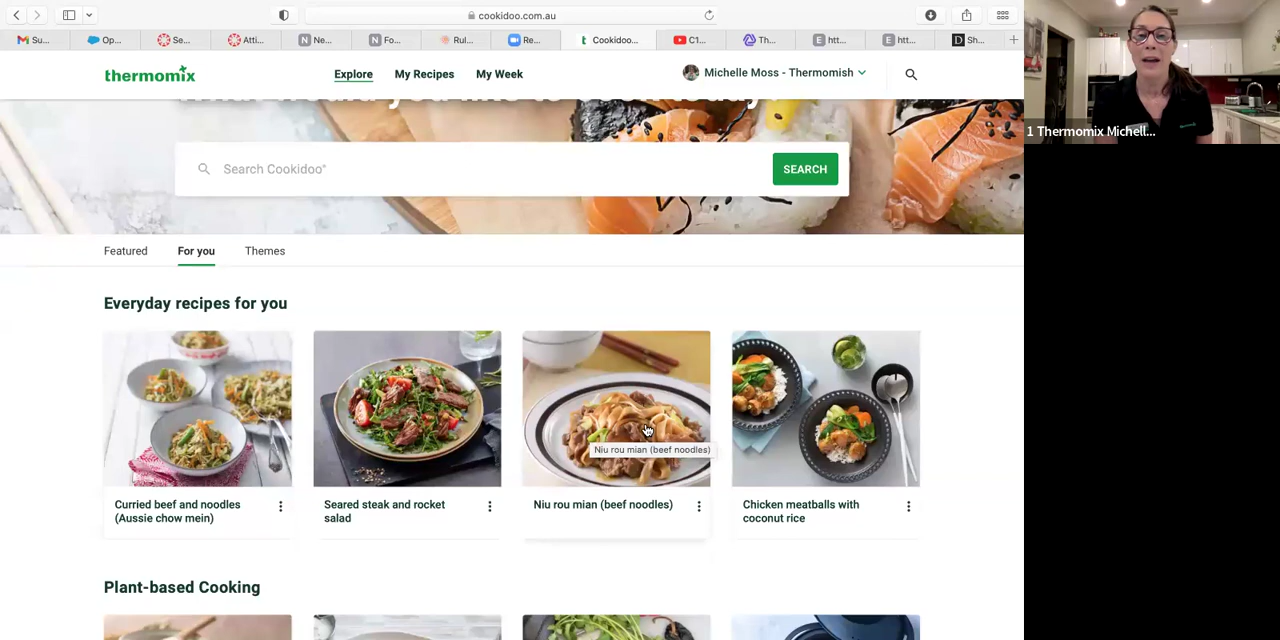 cookidoo.com.au
Su... Op... Se... Atti... Ne... Fo... Rul... Re... Cookidoo... C1... Th... htt... htt... Sh...
thermomix
Explore My Recipes My Week Michelle Moss - Thermomish
Search Cookidoo®
SEARCH
Featured For you Themes
Everyday recipes for you
Niu rou mian (beef noodles)
Curried beef and noodles
(Aussie chow mein)
Seared steak and rocket
salad
Niu rou mian (beef noodles)
Chicken meatballs with
coconut rice
Plant-based Cooking
1 Thermomix Michell...